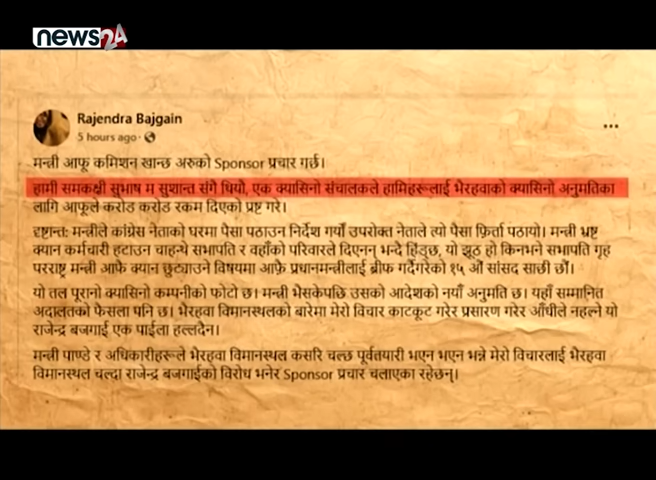 news24
Rajendra Bajgain
5 hours ago ·
मन्त्री आफू कमिशन खान्छ अरुको Sponsor प्रचार गर्छ।
हामी समकक्षी सुभाष म सुशान्त संगै थियौं, एक क्यासिनो संचालकले हामिहरूलाई भैरहवाको क्यासिनो अनुमतिका
लागि आफूले करोड करोड रकम दिएको प्रष्ट गरे।
दृष्टान्त: मन्त्रीले कांग्रेस नेताको घरमा पैसा पठाउन निर्देश गर्यौं उपरोक्त नेताले त्यो पैसा फ़िर्ता पठायो। मन्त्री भ्रष्ट
क्यान कर्मचारी हटाउन चाहन्थे सभापति र वहाँको परिवारले दिएनन् भन्दै हिंड्छ, यो झूठ हो किनभने सभापति गृह
परराष्ट्र मन्त्री आफै क्यान छुट्याउने विषयमा आफ़ै प्रधानमन्त्रीलाई ब्रीफ गर्दैगरेको १५ औं सांसद साछी छौं।
यो तल पूरानो क्यासिनो कम्पनीको फोटो छ। मन्त्री भैसकेपछि उसको आदेशको नयाँ अनुमति छ। यहाँ सम्मानित
अदालतको फैसला पनि छ। भैरहवा विमानस्थलको बारेमा मेरो विचार काटकूट गरेर प्रसारण गरेर आँधीले नहल्ने यो
राजेन्द्र बजगाई एक पाईला हल्लदैन।
मन्त्री पाण्डे र अधिकारीहरूले भैरहवा विमानस्थल कसरि चल्छ पूर्वतयारी भएन भएन भन्ने मेरो विचारलाई भैरहवा
विमानस्थल चल्दा राजेन्द्र बजगाईको विरोध भनेर Sponsor प्रचार चलाएका रहेछन्।